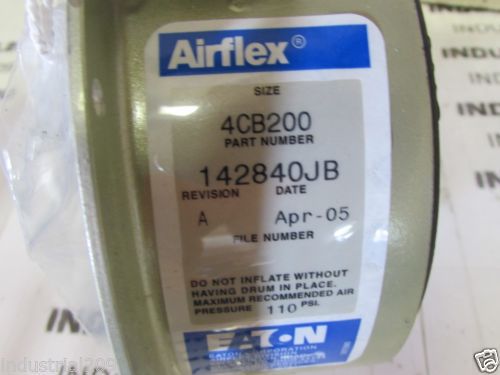 Airflex®
SIZE
4CB200
PART NUMBER
142840JB
REVISION DATE
A Apr-05
FILE NUMBER
DO NOT INFLATE WITHOUT
HAVING DRUM IN PLACE.
MAXIMUM RECOMMENDED AIR
PRESSURE 110 PSI.
EATON